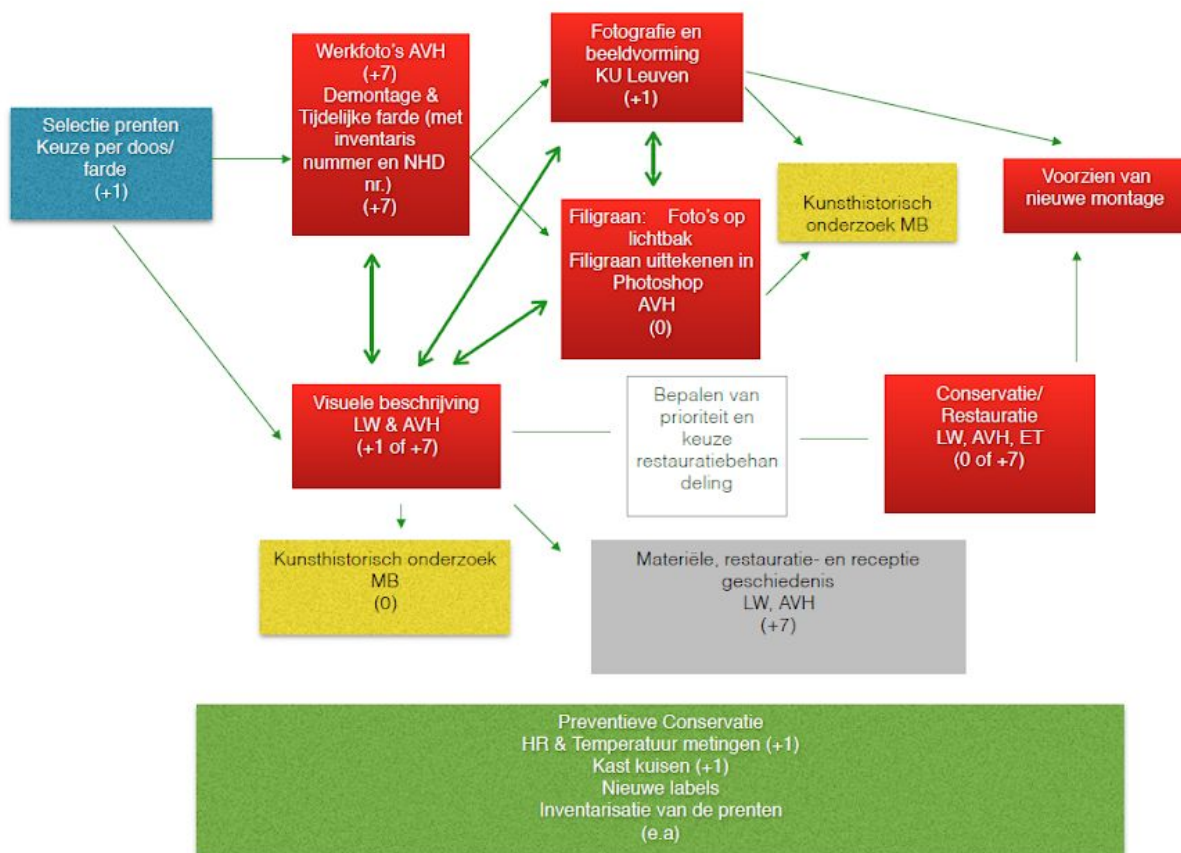 Selectie prenten
Keuze per doos/
farde
(+1)
Werkfoto's AVH
(+7)
Demontage &
Tijdelijke farde (met
inventaris
nummer en NHD
nr.)
(+7)
Fotografie en
beeldvorming
KU Leuven
(+1)
Filigraan: Foto's op
lichtbak
Filigraan uittekenen in
Photoshop
AVH
(0)
Kunsthistorisch
onderzoek MB
Voorzien van
nieuwe montage
Visuele beschrijving
LW & AVH
(+1 of +7)
Bepalen van
prioriteit en
keuze
restauratiebehan
deling
Conservatie/
Restauratie
LW, AVH, ET
(0 of +7)
Kunsthistorisch onderzoek
MB
(0)
Materiële, restauratie- en receptie
geschiedenis
LW, AVH
(+7)
Preventieve Conservatie
HR & Temperatuur metingen (+1)
Kast kuisen (+1)
Nieuwe labels
Inventarisatie van de prenten
(e.a)